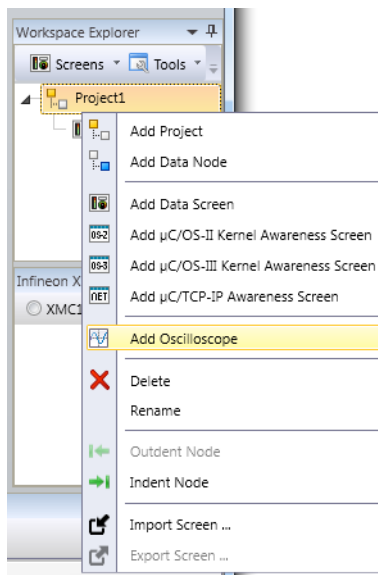 Workspace Explorer
Screens Tools
Project1
Add Project
Add Data Node
Add Data Screen
OS-2 Add µC/OS-II Kernel Awareness Screen
OS-3 Add µC/OS-III Kernel Awareness Screen
NET Add µC/TCP-IP Awareness Screen
Infineon X
XMC1
Add Oscilloscope
Delete
Rename
Outdent Node
Indent Node
Import Screen ...
Export Screen ...